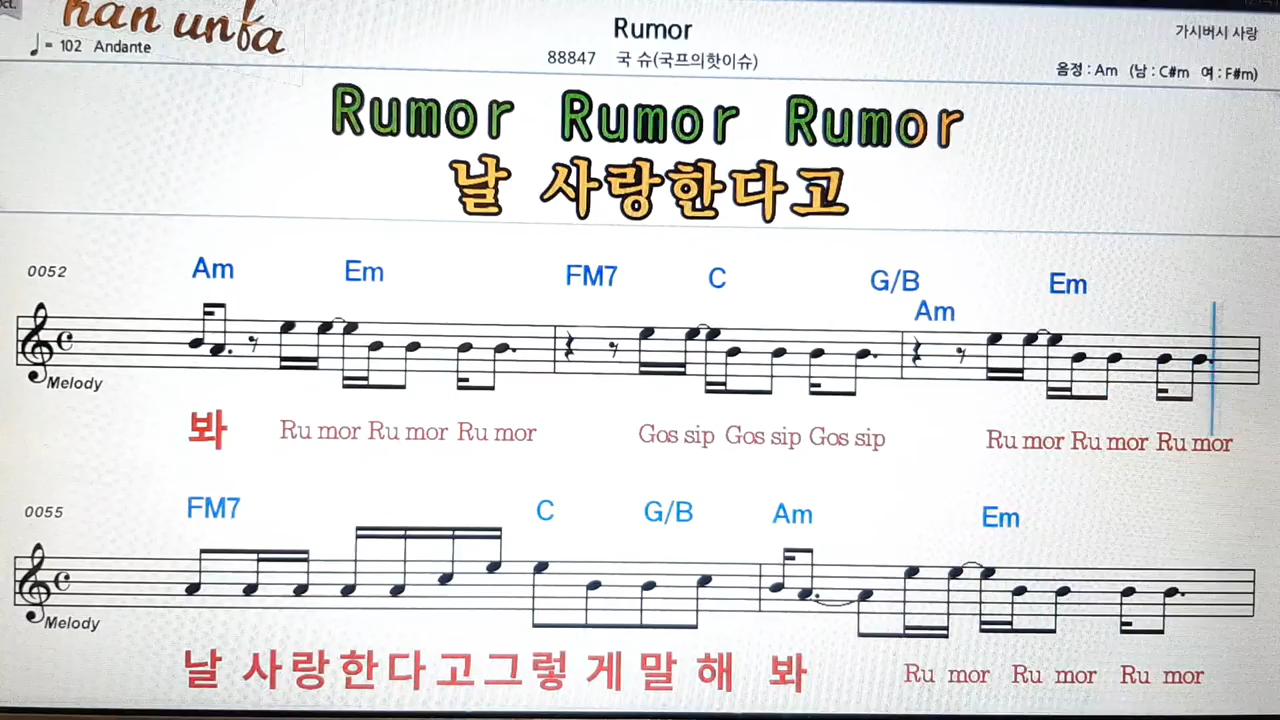 oct.
han unfa
Rumor
가시버시 사랑
♩= 102 Andante
88847 국 슈(국프의핫이슈)
음정 : Am (남 : C#m 여 : F#m)
Rumor Rumor Rumor
날 사랑한다고
0052 Am Em FM7 C G/B Am Em
Melody
봐 Ru mor Ru mor Ru mor Gos sip Gos sip Gos sip Ru mor Ru mor Ru mor
0055 FM7 C G/B Am Em
Melody
날 사랑한다고그렇 게 말 해 봐 Ru mor Ru mor Ru mor